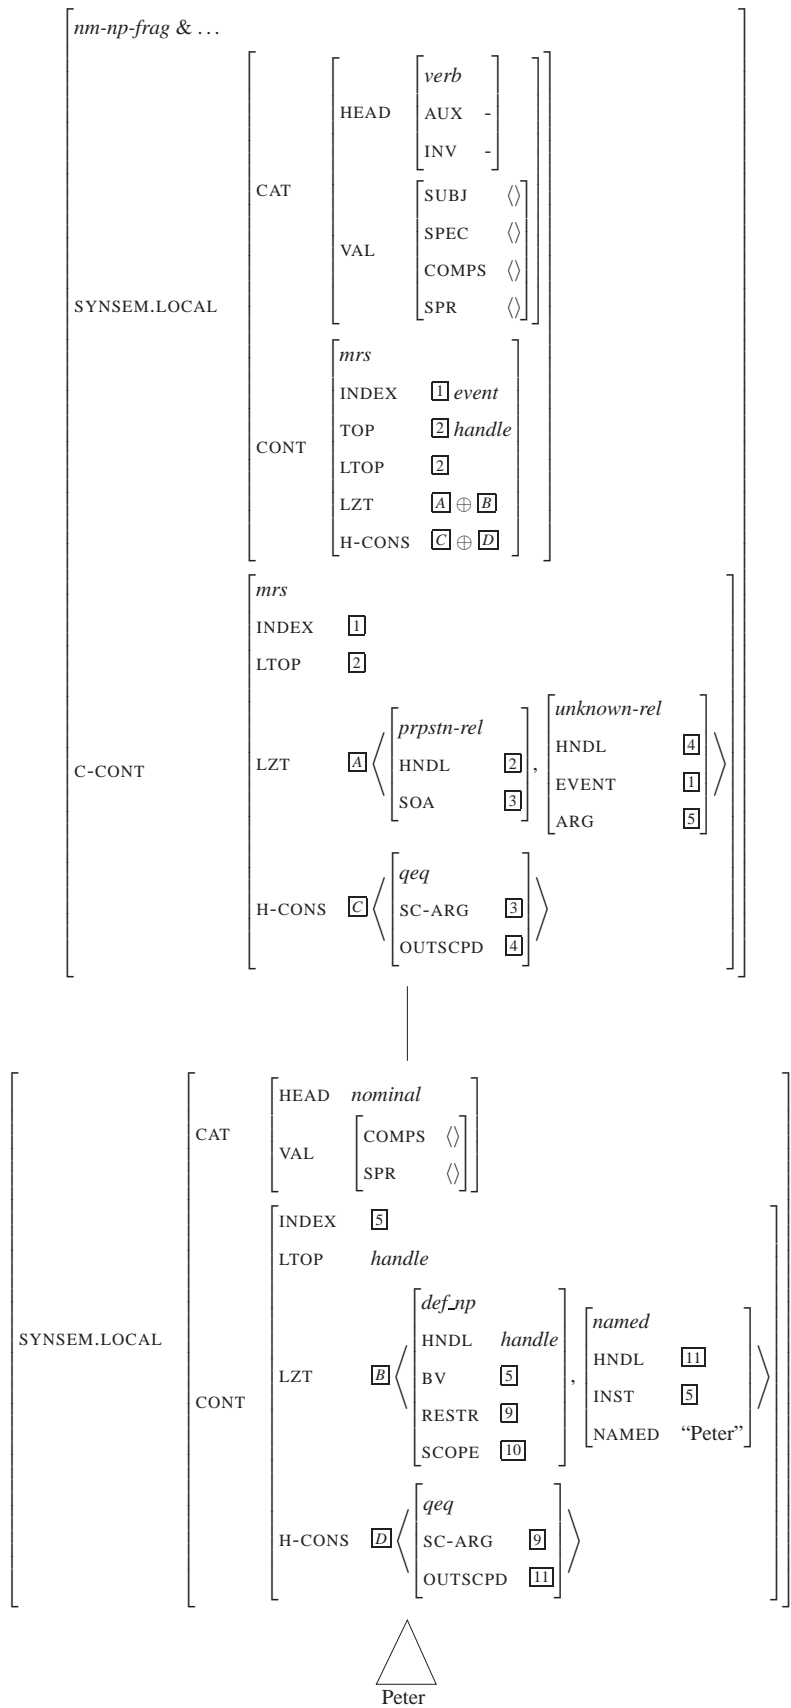 nm-np-frag & …
verb
HEAD AUX -
INV -
CAT
SUBJ ⟨⟩
SPEC ⟨⟩
VAL
COMPS ⟨⟩
SPR ⟨⟩
SYNSEM.LOCAL
mrs
INDEX 1 event
TOP 2 handle
CONT
LTOP 2
LZT A ⊕ B
H-CONS C ⊕ D
mrs
INDEX 1
LTOP 2
prpstn-rel unknown-rel
HNDL 2 , HNDL 4
C-CONT LZT A ⟨ ⟩
SOA 3 EVENT 1
ARG 5
qeq
H-CONS C ⟨ SC-ARG 3 ⟩
OUTSCPD 4
HEAD nominal
CAT
COMPS ⟨⟩
VAL
SPR ⟨⟩
INDEX 5
LTOP handle
def_np named
SYNSEM.LOCAL
HNDL handle HNDL 11
LZT B ⟨ BV 5 , INST 5 ⟩
CONT
RESTR 9 NAMED “Peter”
SCOPE 10
qeq
H-CONS D ⟨ SC-ARG 9 ⟩
OUTSCPD 11
Peter